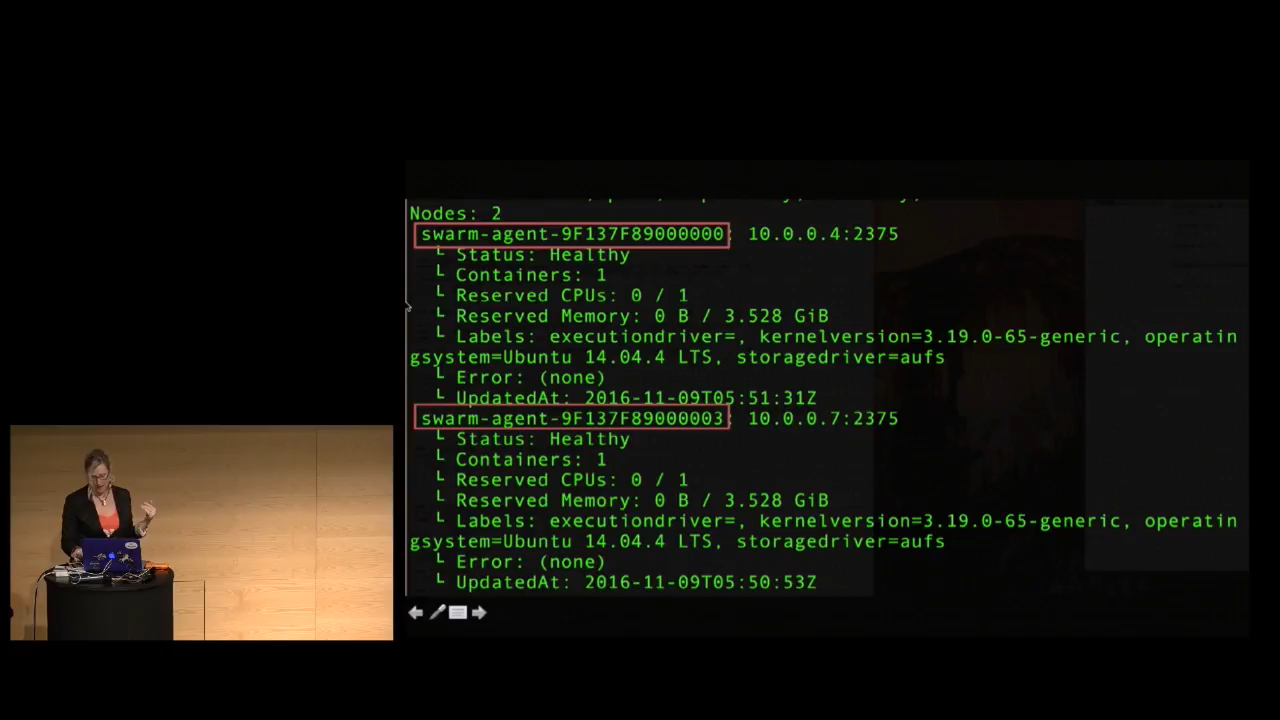 Nodes: 2
swarm-agent-9F137F89000000: 10.0.0.4:2375
└ Status: Healthy
└ Containers: 1
└ Reserved CPUs: 0 / 1
└ Reserved Memory: 0 B / 3.528 GiB
└ Labels: executiondriver=, kernelversion=3.19.0-65-generic, operatin
gsystem=Ubuntu 14.04.4 LTS, storagedriver=aufs
└ Error: (none)
└ UpdatedAt: 2016-11-09T05:51:31Z
swarm-agent-9F137F89000003: 10.0.0.7:2375
└ Status: Healthy
└ Containers: 1
└ Reserved CPUs: 0 / 1
└ Reserved Memory: 0 B / 3.528 GiB
└ Labels: executiondriver=, kernelversion=3.19.0-65-generic, operatin
gsystem=Ubuntu 14.04.4 LTS, storagedriver=aufs
└ Error: (none)
└ UpdatedAt: 2016-11-09T05:50:53Z